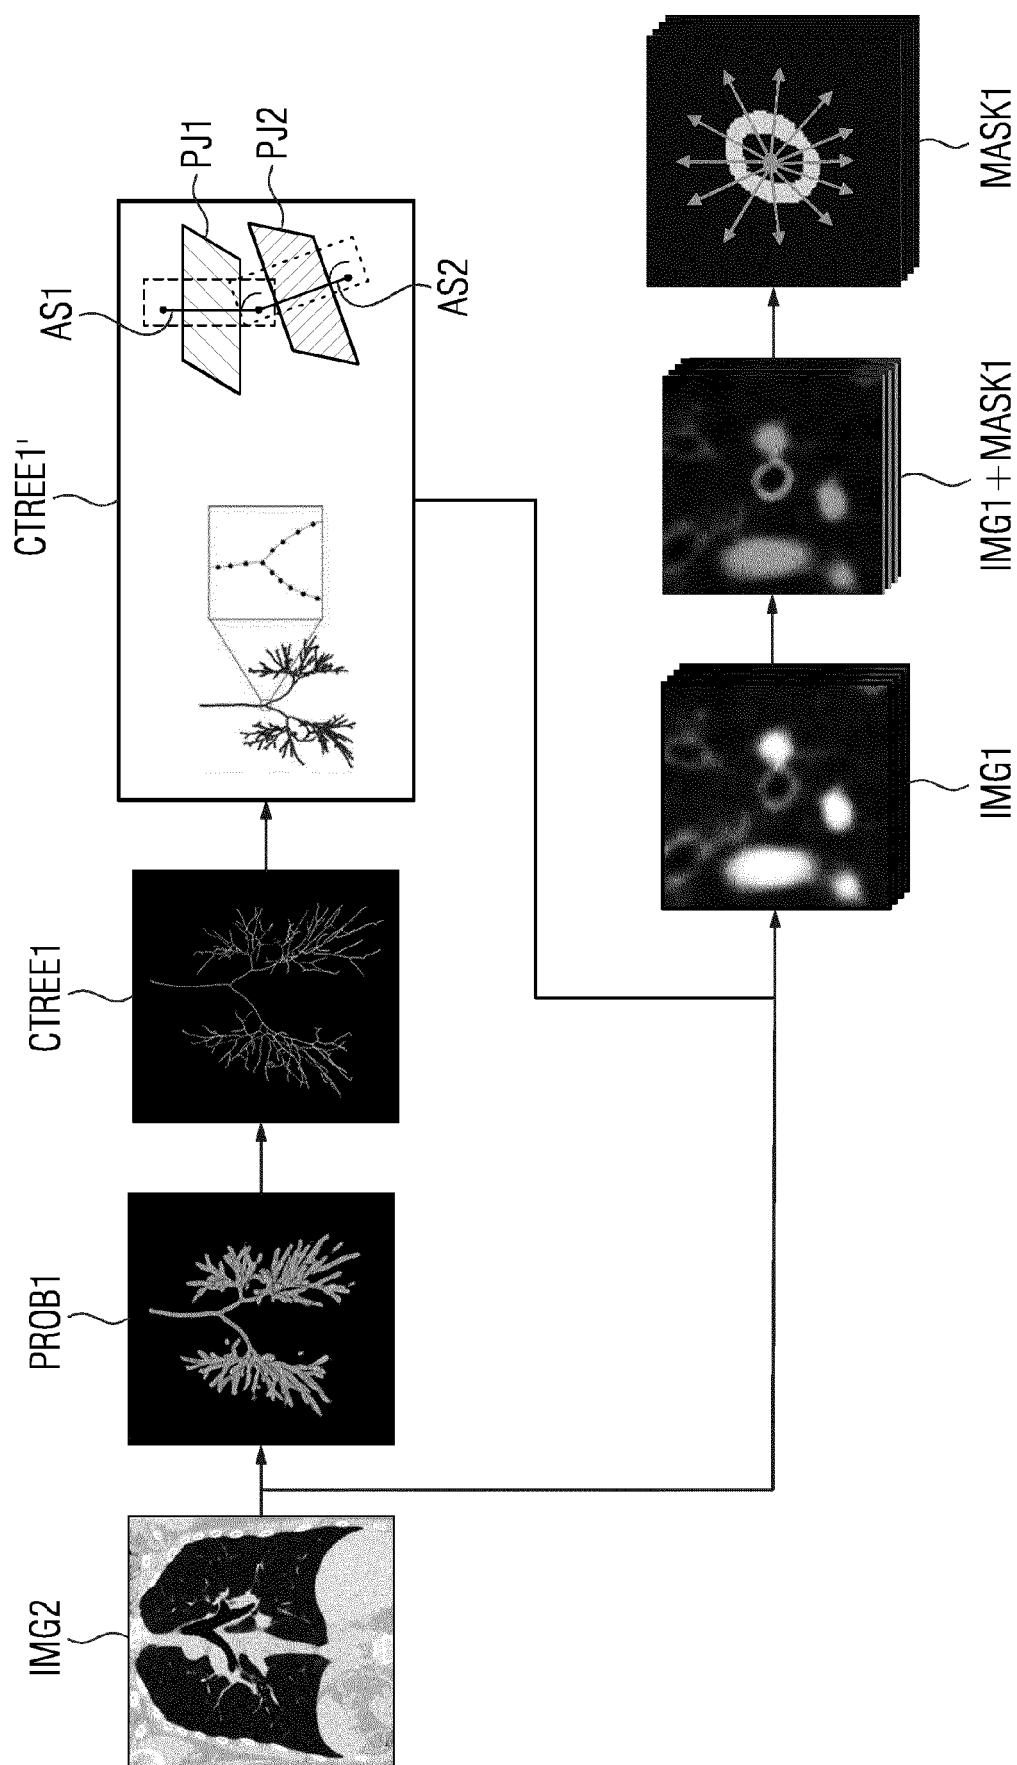 IMG2
PROB1
CTREE1
CTREE1'
AS1
PJ1
PJ2
AS2
IMG1
IMG1+MASK1
MASK1